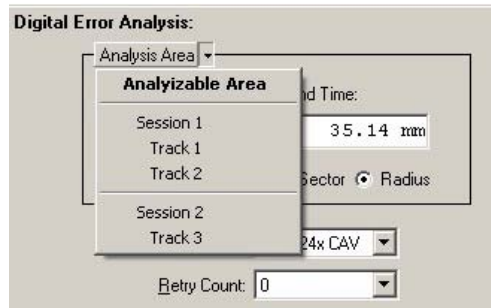 Digital Error Analysis:
Analysis Area
Analyizable Area
nd Time:
Session 1
35.14 mm
Track 1
Track 2
Sector Radius
Session 2
Track 3
24x CAV
Retry Count: 0